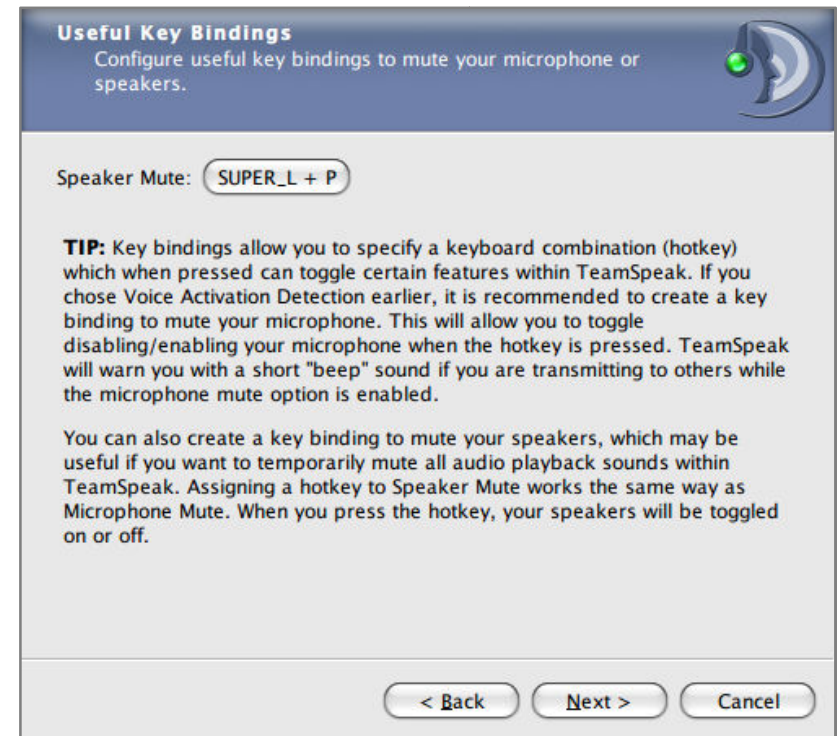 Useful Key Bindings
Configure useful key bindings to mute your microphone or
speakers.
Speaker Mute: SUPER_L + P
TIP: Key bindings allow you to specify a keyboard combination (hotkey)
which when pressed can toggle certain features within TeamSpeak. If you
chose Voice Activation Detection earlier, it is recommended to create a key
binding to mute your microphone. This will allow you to toggle
disabling/enabling your microphone when the hotkey is pressed. TeamSpeak
will warn you with a short "beep" sound if you are transmitting to others while
the microphone mute option is enabled.
You can also create a key binding to mute your speakers, which may be
useful if you want to temporarily mute all audio playback sounds within
TeamSpeak. Assigning a hotkey to Speaker Mute works the same way as
Microphone Mute. When you press the hotkey, your speakers will be toggled
on or off.
< Back Next > Cancel